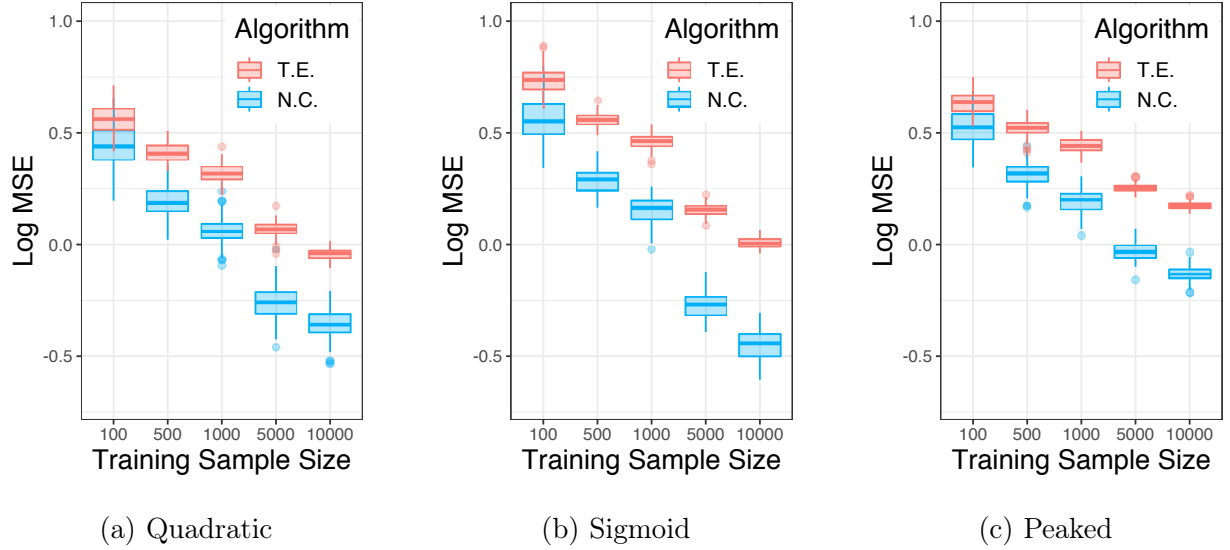 Algorithm
T.E.
N.C.
1.0
0.5
0.0
-0.5
Log MSE
100 500 1000 5000 10000
Training Sample Size
(a) Quadratic
Algorithm
T.E.
N.C.
1.0
0.5
0.0
-0.5
Log MSE
100 500 1000 5000 10000
Training Sample Size
(b) Sigmoid
Algorithm
T.E.
N.C.
1.0
0.5
0.0
-0.5
Log MSE
100 500 1000 5000 10000
Training Sample Size
(c) Peaked